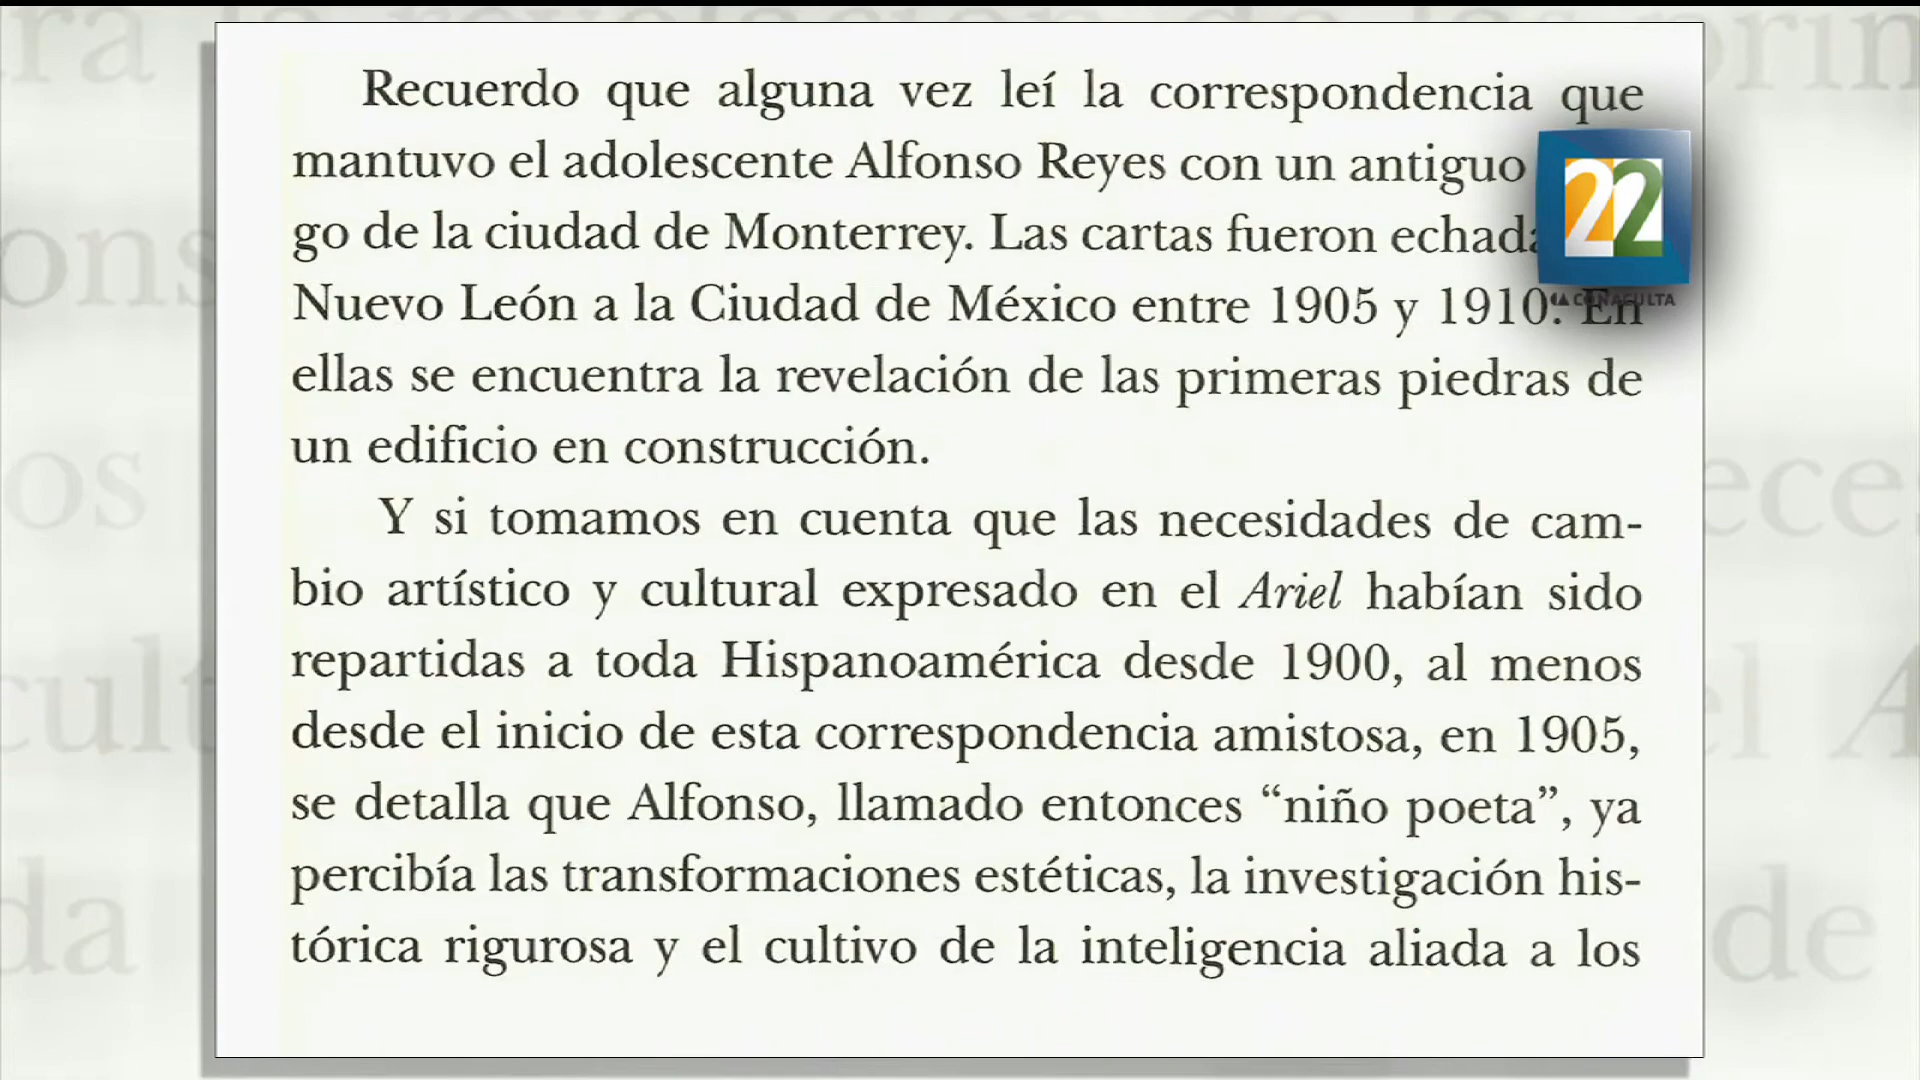 Recuerdo que alguna vez leí la correspondencia que
mantuvo el adolescente Alfonso Reyes con un antiguo
go de la ciudad de Monterrey. Las cartas fueron
22
Nuevo León a la Ciudad de México entre 1905 y 1910. En
CONACULTA
ellas se encuentra la revelación de las primeras piedras de
un edificio en construcción.
Y si tomamos en cuenta que las necesidades de cam-
bio artístico y cultural expresado en el Ariel habían sido
repartidas a toda Hispanoamérica desde 1900, al menos
desde el inicio de esta correspondencia amistosa, en 1905,
se detalla que Alfonso, llamado entonces “niño poeta”, ya
percibía las transformaciones estéticas, la investigación his-
tórica rigurosa y el cultivo de la inteligencia aliada a los